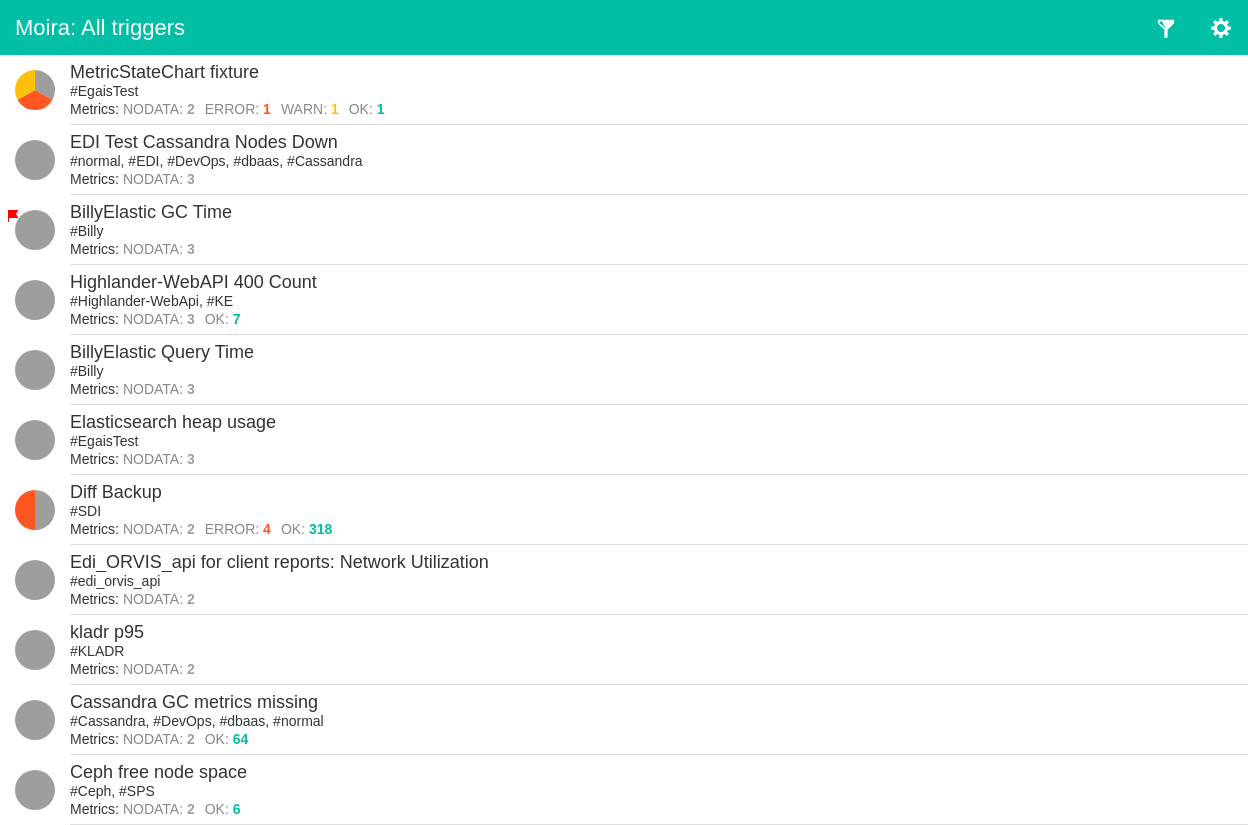 Moira: All triggers
MetricStateChart fixture
#EgaisTest
Metrics: NODATA: 2 ERROR: 1 WARN: 1 OK: 1
EDI Test Cassandra Nodes Down
#normal, #EDI, #DevOps, #dbaas, #Cassandra
Metrics: NODATA: 3
BillyElastic GC Time
#Billy
Metrics: NODATA: 3
Highlander-WebAPI 400 Count
#Highlander-WebApi, #KE
Metrics: NODATA: 3 OK: 7
BillyElastic Query Time
#Billy
Metrics: NODATA: 3
Elasticsearch heap usage
#EgaisTest
Metrics: NODATA: 3
Diff Backup
#SDI
Metrics: NODATA: 2 ERROR: 4 OK: 318
Edi_ORVIS_api for client reports: Network Utilization
#edi_orvis_api
Metrics: NODATA: 2
kladr p95
#KLADR
Metrics: NODATA: 2
Cassandra GC metrics missing
#Cassandra, #DevOps, #dbaas, #normal
Metrics: NODATA: 2 OK: 64
Ceph free node space
#Ceph, #SPS
Metrics: NODATA: 2 OK: 6